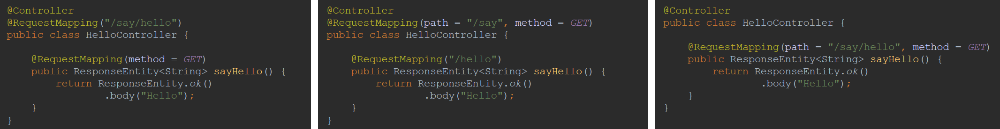 @Controller
@RequestMapping("/say/hello")
public class HelloController {
    @RequestMapping(method = GET)
    public ResponseEntity<String> sayHello() {
        return ResponseEntity.ok()
                .body("Hello");
    }
}
@Controller
@RequestMapping(path = "/say", method = GET)
public class HelloController {
    @RequestMapping("/hello")
    public ResponseEntity<String> sayHello() {
        return ResponseEntity.ok()
                .body("Hello");
    }
}
@Controller
public class HelloController {
    @RequestMapping(path = "/say/hello", method = GET)
    public ResponseEntity<String> sayHello() {
        return ResponseEntity.ok()
                .body("Hello");
    }
}